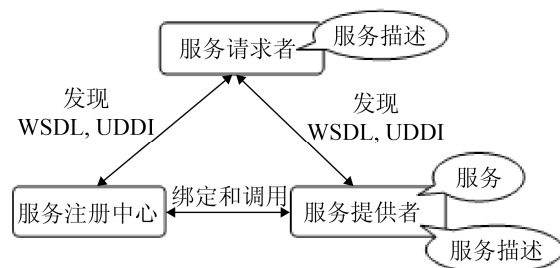 服务请求者
服务描述
发现
WSDL, UDDI
发现
WSDL, UDDI
服务注册中心
绑定和调用
服务提供者
服务
服务描述